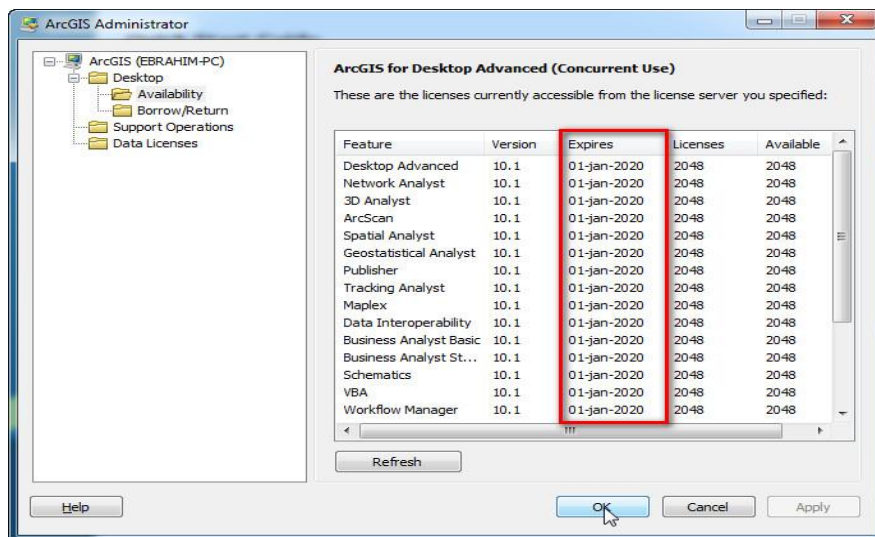 ArcGIS Administrator
ArcGIS (EBRAHIM-PC)
Desktop
Availability
Borrow/Return
Support Operations
Data Licenses
ArcGIS for Desktop Advanced (Concurrent Use)
These are the licenses currently accessible from the license server you specified:
Feature Version Expires Licenses Available
Desktop Advanced 10.1 01-jan-2020 2048 2048
Network Analyst 10.1 01-jan-2020 2048 2048
3D Analyst 10.1 01-jan-2020 2048 2048
ArcScan 10.1 01-jan-2020 2048 2048
Spatial Analyst 10.1 01-jan-2020 2048 2048
Geostatistical Analyst 10.1 01-jan-2020 2048 2048
Publisher 10.1 01-jan-2020 2048 2048
Tracking Analyst 10.1 01-jan-2020 2048 2048
Maplex 10.1 01-jan-2020 2048 2048
Data Interoperability 10.1 01-jan-2020 2048 2048
Business Analyst Basic 10.1 01-jan-2020 2048 2048
Business Analyst St... 10.1 01-jan-2020 2048 2048
Schematics 10.1 01-jan-2020 2048 2048
VBA 10.1 01-jan-2020 2048 2048
Workflow Manager 10.1 01-jan-2020 2048 2048
Refresh
Help OK Cancel Apply